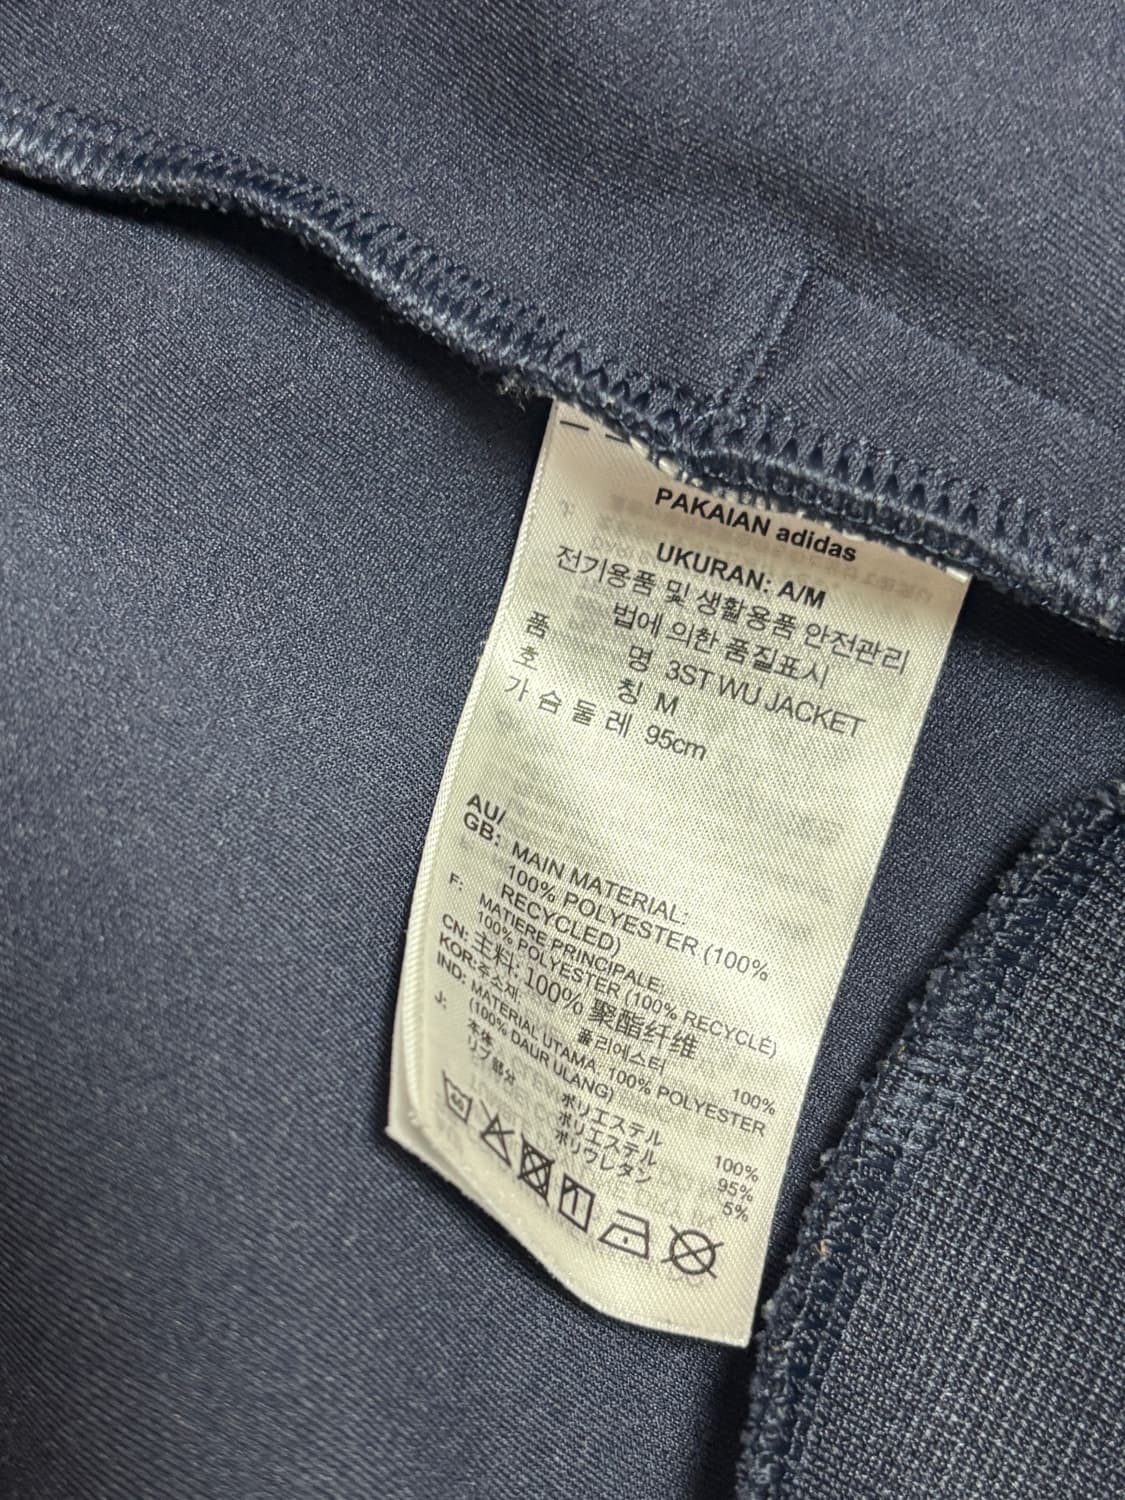 PAKAIAN adidas
UKURAN: A/M
전기용품 및 생활용품 안전관리
법에 의한 품질표시
품 명 3ST WU JACKET
호 칭 M
가 슴 둘 레 95cm
AU/
GB: MAIN MATERIAL:
100% POLYESTER (100%
RECYCLED)
F: MATIERE PRINCIPALE:
100% POLYESTER (100% RECYCLÉ)
CN: 主料: 100% 聚酯纤维
KOR: 주소재: 폴리에스터 100%
IND: MATERIAL UTAMA: 100% POLYESTER
(100% DAUR ULANG)
J: 本体 ポリエステル 100%
リブ部分 ポリエステル 95%
ポリウレタン 5%